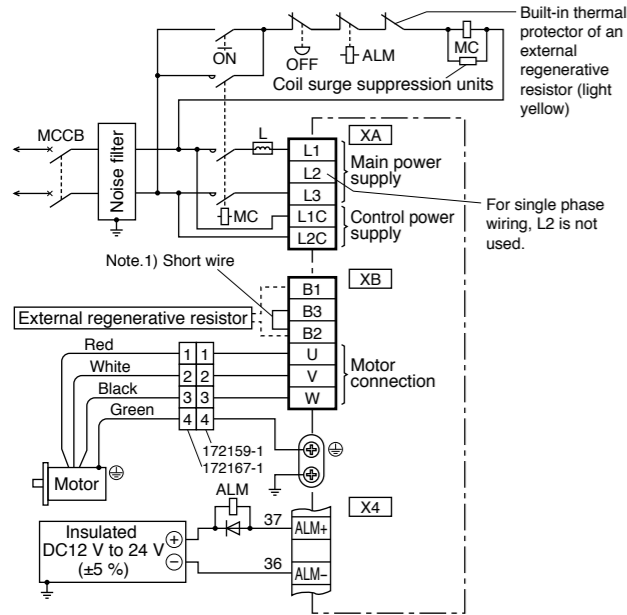 Built-in thermal
protector of an
external
regenerative
resistor (light
yellow)
ON
OFF
ALM
MC
Coil surge suppression units
MCCB
Noise filter
L
MC
XA
L1
L2
L3
L1C
L2C
Main power
supply
Control power
supply
For single phase
wiring, L2 is not
used.
Note.1) Short wire
XB
B1
B3
B2
U
V
W
External regenerative resistor
Motor
connection
Red
White
Black
Green
1 1
2 2
3 3
4 4
172159-1
172167-1
Motor
ALM
X4
Insulated
DC12 V to 24 V
(±5 %)
+
−
37
ALM+
36
ALM−